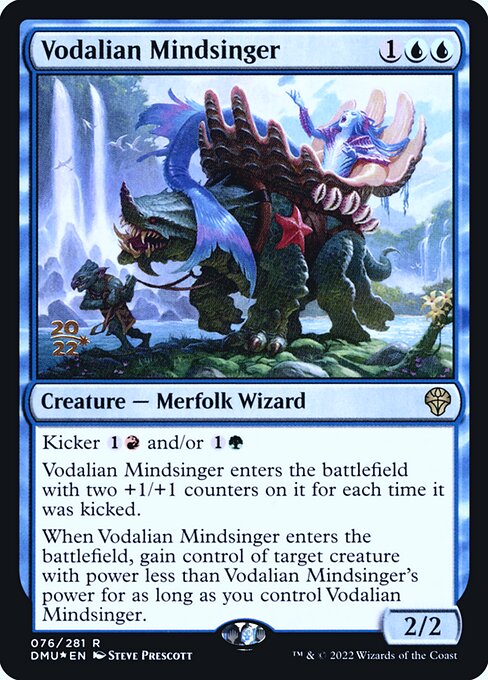 Vodalian Mindsinger 1
20
22
Creature — Merfolk Wizard
Kicker 1 and/or 1
Vodalian Mindsinger enters the battlefield
with two +1/+1 counters on it for each time it
was kicked.
When Vodalian Mindsinger enters the
battlefield, gain control of target creature
with power less than Vodalian Mindsinger's
power for as long as you control Vodalian
Mindsinger.
2/2
076/281 R
DMU★EN Steve Prescott
™ & © 2022 Wizards of the Coast